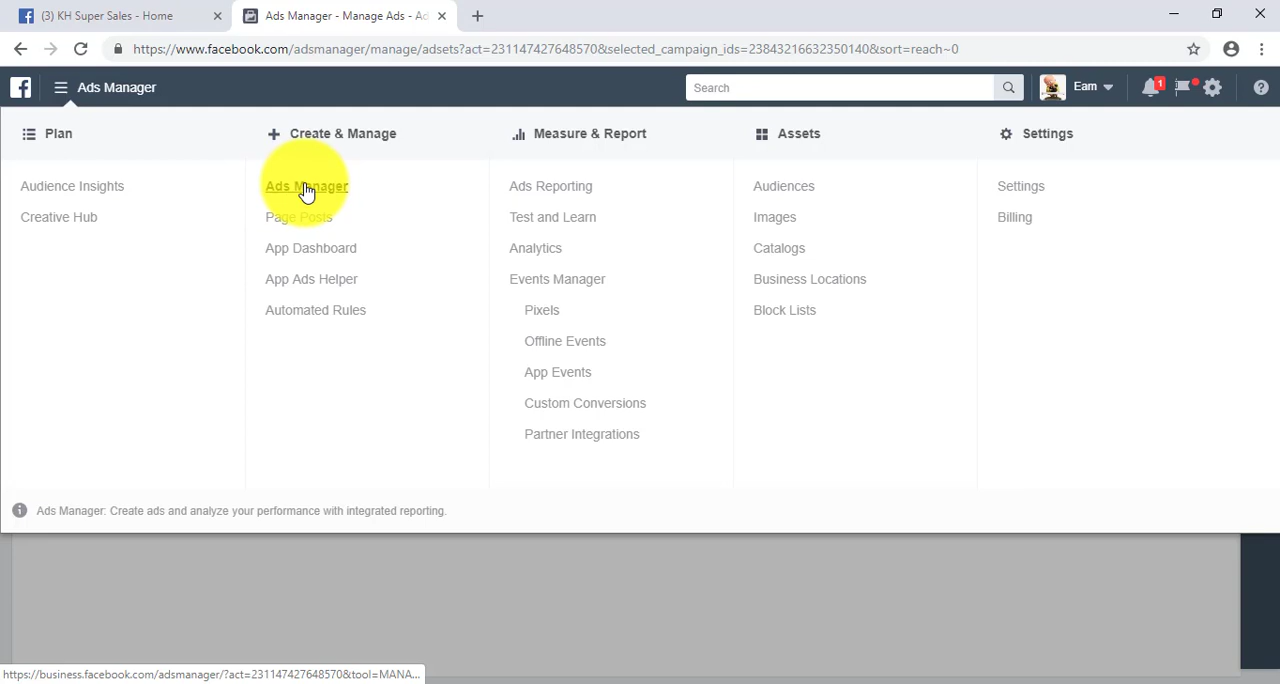 (3) KH Super Sales - Home
Ads Manager - Manage Ads - Ad
https://www.facebook.com/adsmanager/manage/adsets?act=231147427648570&selected_campaign_ids=23843216632350140&sort=reach~0
Ads Manager
Search
Eam
1
Plan
Create & Manage
Measure & Report
Assets
Settings
Audience Insights
Ads Manager
Ads Reporting
Audiences
Settings
Creative Hub
Page Posts
Test and Learn
Images
Billing
App Dashboard
Analytics
Catalogs
App Ads Helper
Events Manager
Business Locations
Automated Rules
Pixels
Block Lists
Offline Events
App Events
Custom Conversions
Partner Integrations
Ads Manager: Create ads and analyze your performance with integrated reporting.
https://business.facebook.com/adsmanager/?act=231147427648570&tool=MANA...